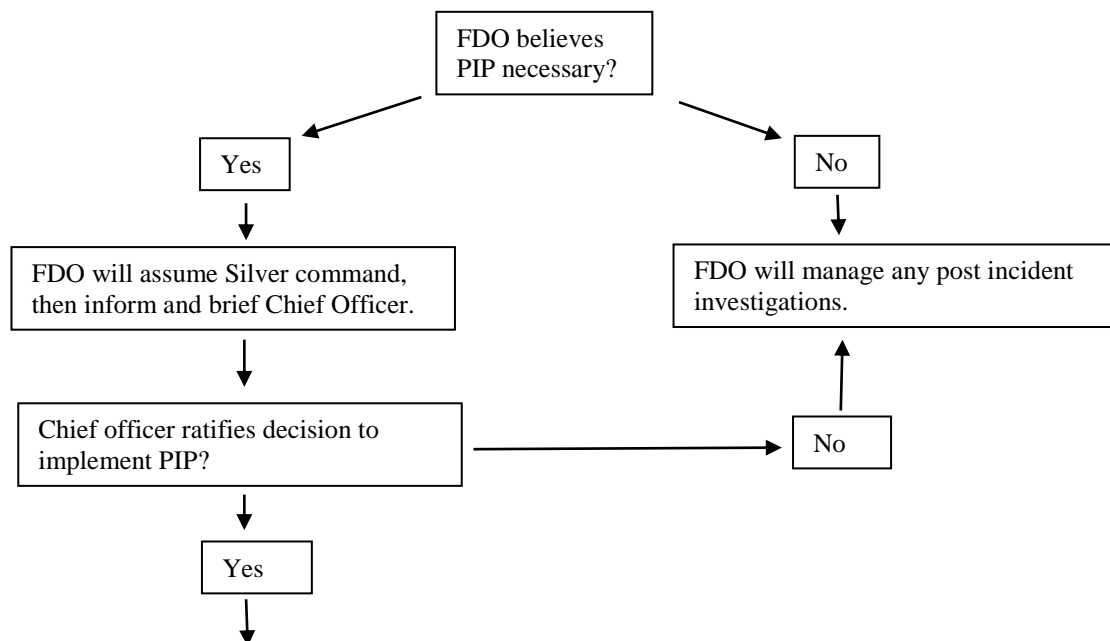 FDO believes
PIP necessary?
Yes
No
FDO will assume Silver command,
then inform and brief Chief Officer.
FDO will manage any post incident
investigations.
Chief officer ratifies decision to
implement PIP?
No
Yes